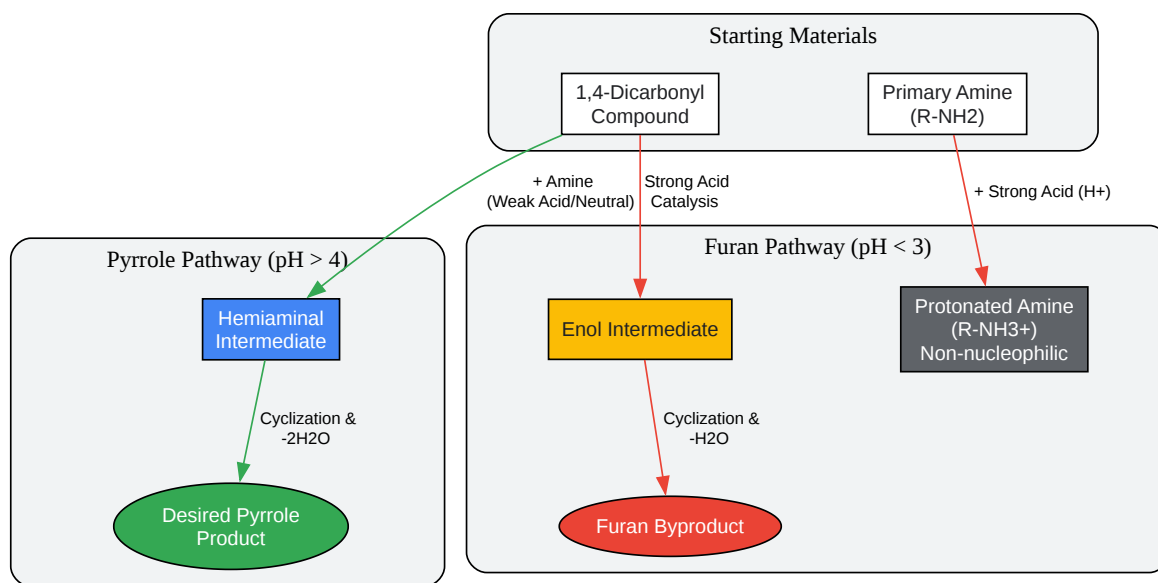 Starting Materials
1,4-Dicarbonyl
Compound
Primary Amine
(R-NH2)
+ Amine
(Weak Acid/Neutral)
Strong Acid
Catalysis
+ Strong Acid (H+)
Pyrrole Pathway (pH > 4)
Furan Pathway (pH < 3)
Hemiaminal
Intermediate
Enol Intermediate
Protonated Amine
(R-NH3+)
Non-nucleophilic
Cyclization &
-2H2O
Cyclization &
-H2O
Desired Pyrrole
Product
Furan Byproduct